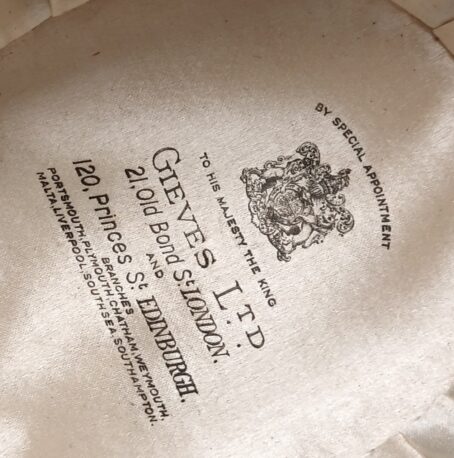 BY SPECIAL APPOINTMENT
TO HIS MAJESTY THE KING
GIEVES LTD
21, Old Bond St. LONDON.
AND
120, Princes St. EDINBURGH.
BRANCHES
PORTSMOUTH, PLYMOUTH, CHATHAM, WEYMOUTH,
MALTA, LIVERPOOL, SOUTHSEA, SOUTHAMPTON.